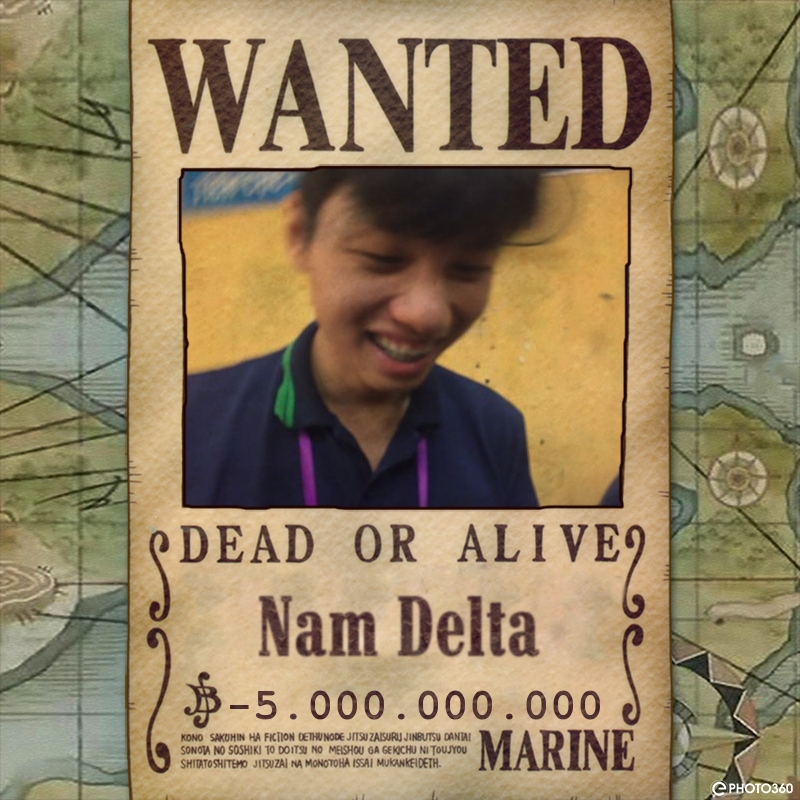 WANTED
DEAD OR ALIVE
Nam Delta
-5.000.000.000
KONO SAKUHIN HA FICTION DETHUNODE JITSUZAISURU JINBUTSU DANTAI
SONOTA NO SOSHIKI TO DOITSU NO MEISHOU GA GEKICHU NI TOUJYOU
SHITATOSHITEMO JITSUZAI NA MONOTOHA ISSAI MUKANKEIDETH.
MARINE
PHOTO360